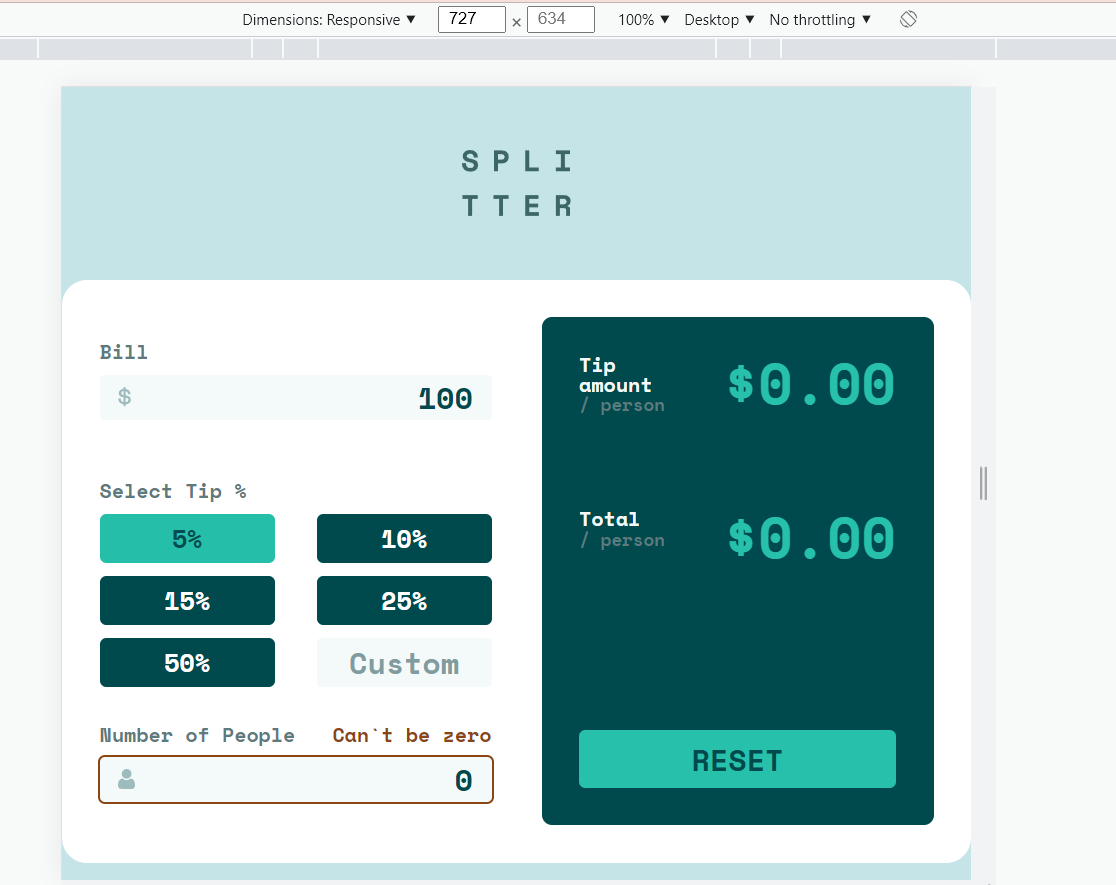 Dimensions: Responsive ▼ 727 × 634 100% ▼ Desktop ▼ No throttling ▼
SPLI
TTER
Bill
$ 100
Select Tip %
5% 10%
15% 25%
50% Custom
Number of People Can`t be zero
0
Tip
amount
/ person
$0.00
Total
/ person
$0.00
RESET